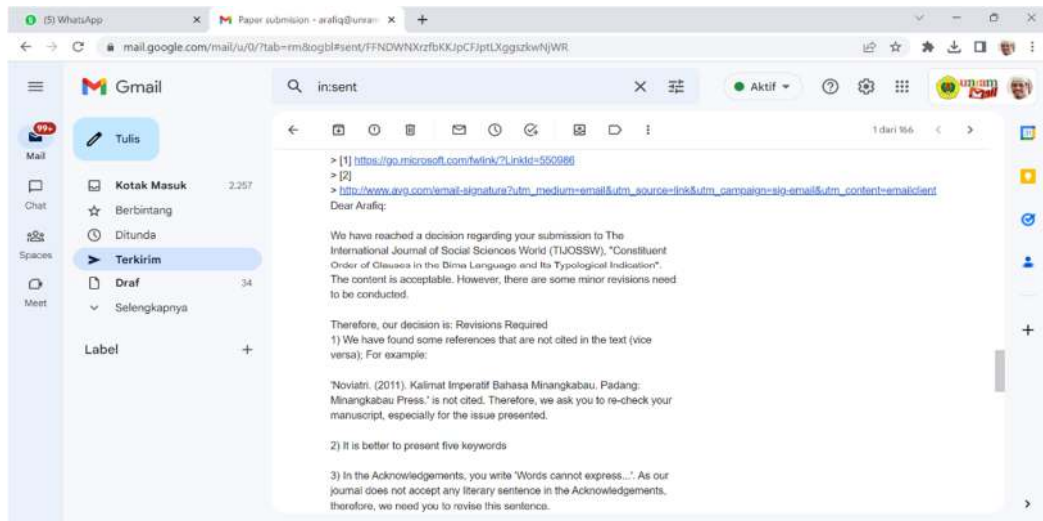 (5) WhatsApp
Paper submision - arafiq@unram
mail.google.com/mail/u/0/?tab=rm&ogbl#sent/FFNDWNXrzfbKKJpCFJptLXggszkwNjWR
Gmail
in:sent
Aktif
unram
Mail
99+
Mail
Tulis
1 dari 166
Chat
Kotak Masuk 2.257
Berbintang
Spaces
Ditunda
Terkirim
Meet
Draf 34
Selengkapnya
Label
> [1] https://go.microsoft.com/fwlink/?LinkId=550986
> [2]
> http://www.avg.com/email-signature?utm_medium=email&utm_source=link&utm_campaign=sig-email&utm_content=emailclient
Dear Arafiq:
We have reached a decision regarding your submission to The
International Journal of Social Sciences World (TIJOSSW), "Constituent
Order of Clauses in the Bima Language and Its Typological Indication".
The content is acceptable. However, there are some minor revisions need
to be conducted.
Therefore, our decision is: Revisions Required
1) We have found some references that are not cited in the text (vice
versa); For example:
'Noviatri. (2011). Kalimat Imperatif Bahasa Minangkabau. Padang:
Minangkabau Press.' is not cited. Therefore, we ask you to re-check your
manuscript, especially for the issue presented.
2) It is better to present five keywords
3) In the Acknowledgements, you write 'Words cannot express...'. As our
journal does not accept any literary sentence in the Acknowledgements,
therefore, we need you to revise this sentence.